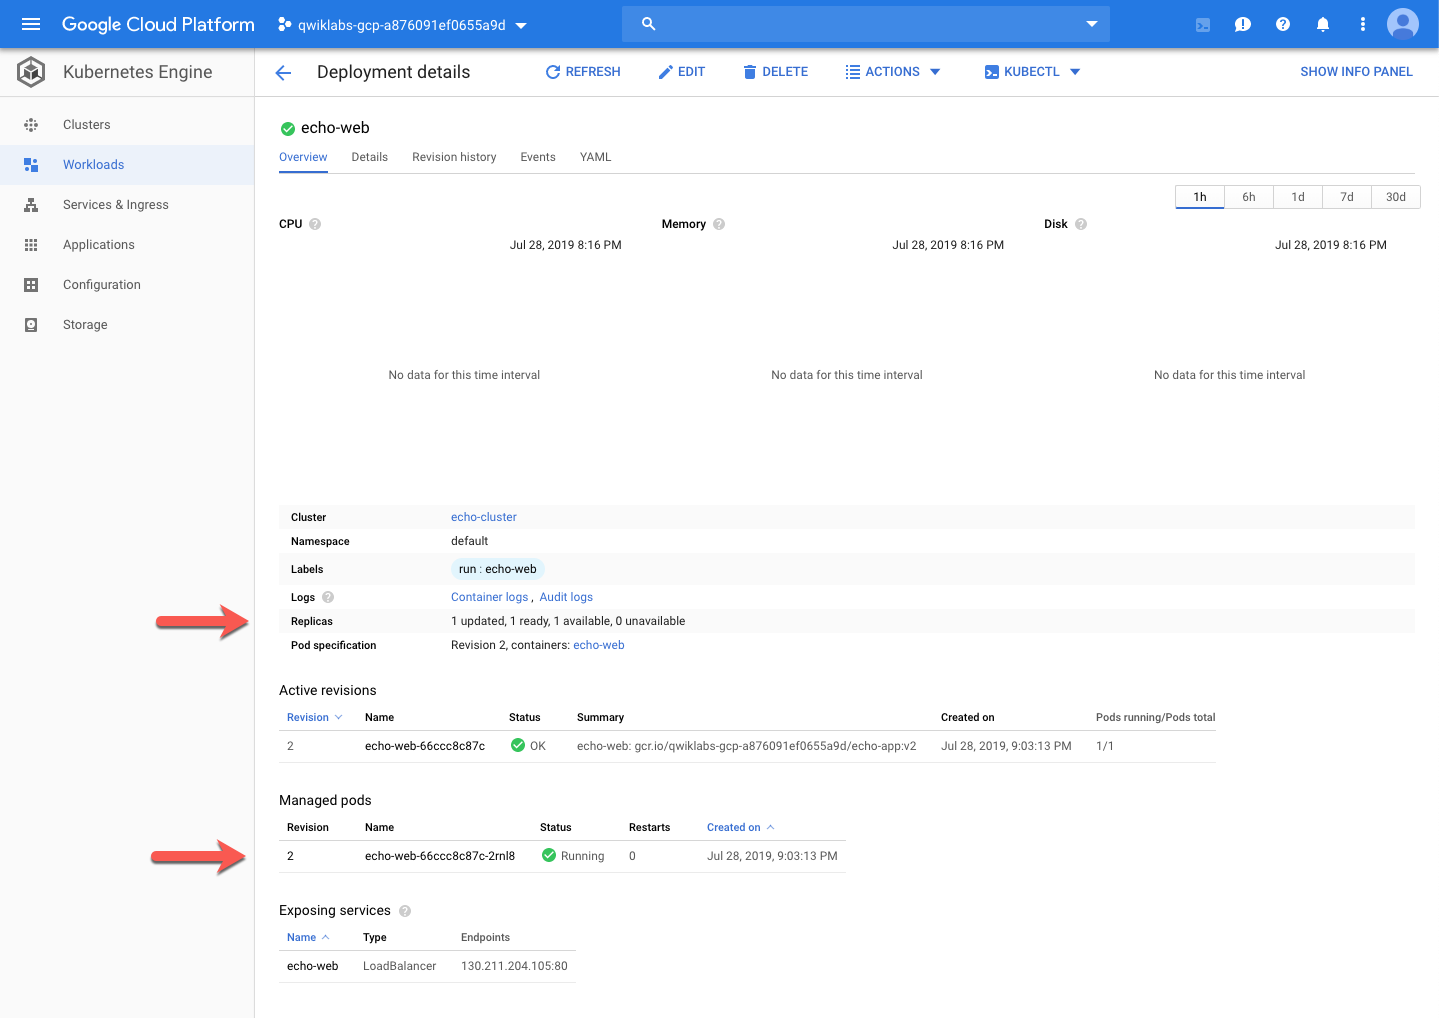 Google Cloud Platform qwiklabs-gcp-a876091ef0655a9d
Kubernetes Engine
Deployment details REFRESH EDIT DELETE ACTIONS KUBECTL SHOW INFO PANEL
Clusters
Workloads
Services & Ingress
Applications
Configuration
Storage
echo-web
Overview Details Revision history Events YAML
1h 6h 1d 7d 30d
CPU Memory Disk
Jul 28, 2019 8:16 PM Jul 28, 2019 8:16 PM Jul 28, 2019 8:16 PM
No data for this time interval No data for this time interval No data for this time interval
Cluster echo-cluster
Namespace default
Labels run : echo-web
Logs Container logs , Audit logs
Replicas 1 updated, 1 ready, 1 available, 0 unavailable
Pod specification Revision 2, containers: echo-web
Active revisions
Revision Name Status Summary Created on Pods running/Pods total
2 echo-web-66ccc8c87c OK echo-web: gcr.io/qwiklabs-gcp-a876091ef0655a9d/echo-app:v2 Jul 28, 2019, 9:03:13 PM 1/1
Managed pods
Revision Name Status Restarts Created on
2 echo-web-66ccc8c87c-2rnl8 Running 0 Jul 28, 2019, 9:03:13 PM
Exposing services
Name Type Endpoints
echo-web LoadBalancer 130.211.204.105:80